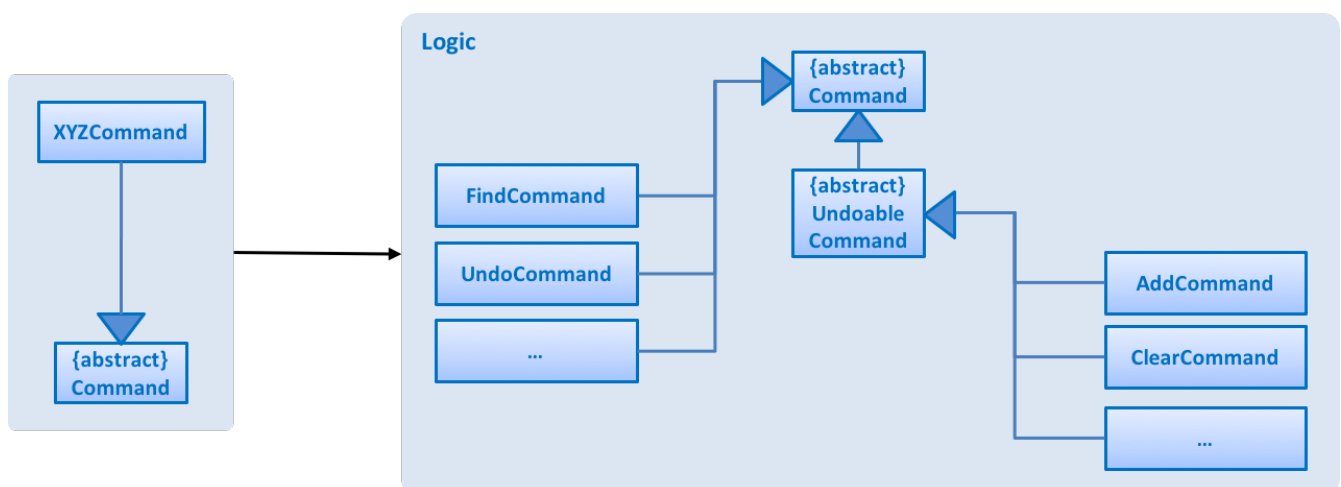 XYZCommand
{abstract}
Command
Logic
{abstract}
Command
FindCommand
UndoCommand
...
{abstract}
Undoable
Command
AddCommand
ClearCommand
...